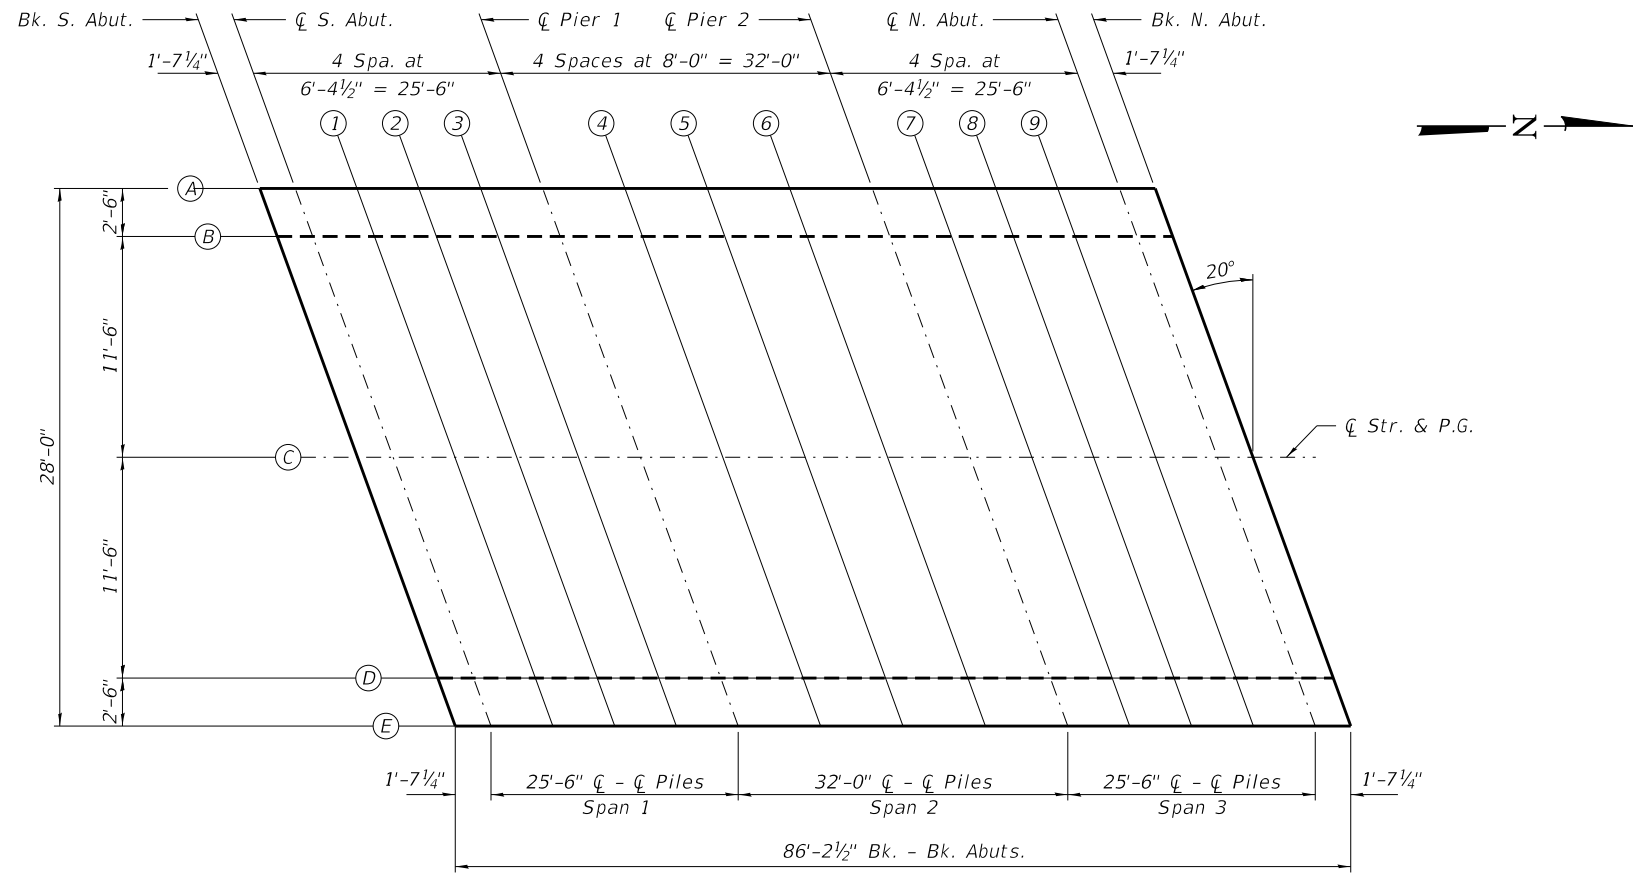 Bk. S. Abut.
℄ S. Abut.
℄ Pier 1
℄ Pier 2
℄ N. Abut.
Bk. N. Abut.
1'-7¼"
4 Spa. at
6'-4½" = 25'-6"
4 Spaces at 8'-0" = 32'-0"
4 Spa. at
6'-4½" = 25'-6"
1'-7¼"
1
2
3
4
5
6
7
8
9
N
A
2'-6"
B
20°
11'-6"
℄ Str. & P.G.
28'-0"
C
11'-6"
D
2'-6"
E
1'-7¼"
25'-6" ℄ - ℄ Piles
Span 1
32'-0" ℄ - ℄ Piles
Span 2
25'-6" ℄ - ℄ Piles
Span 3
1'-7¼"
86'-2½" Bk. - Bk. Abuts.